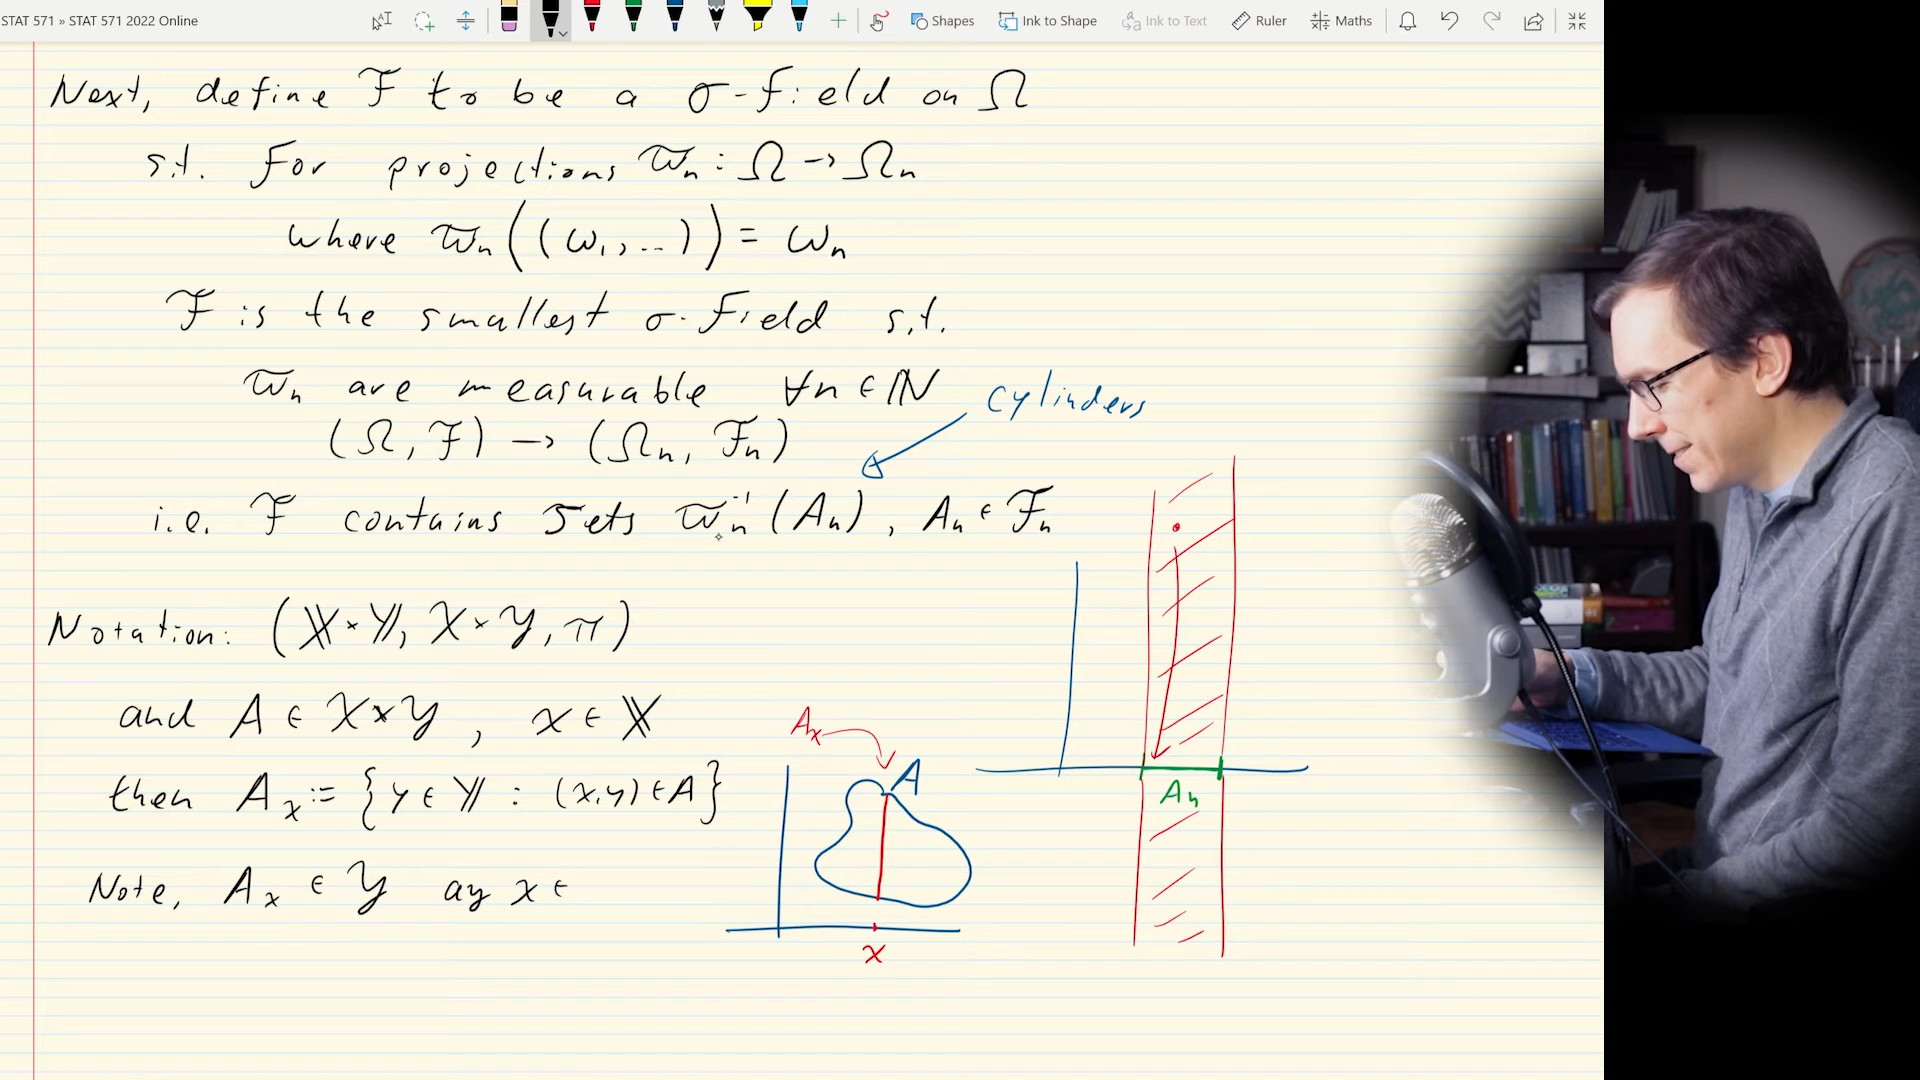 STAT 571 » STAT 571 2022 Online
Shapes
Ink to Shape
Ink to Text
Ruler
Maths
Next, define ℱ to be a σ-field on Ω
s.t. for projections ϖₙ : Ω → Ωₙ
where ϖₙ((ω₁, ...)) = ωₙ
ℱ is the smallest σ-field s.t.
ϖₙ are measurable ∀n ∈ ℕ
(Ω, ℱ) → (Ωₙ, ℱₙ)
cylinders
i.e. ℱ contains sets ϖₙ⁻¹(Aₙ), Aₙ ∈ ℱₙ
Notation: (𝕏 × 𝕐, 𝒳 × 𝒴, π)
and A ∈ 𝒳 × 𝒴, x ∈ 𝕏
then Aₓ := {y ∈ 𝕐 : (x,y) ∈ A}
Note, Aₓ ∈ 𝒴 ay x ∈
Aₓ
A
x
Aₙ